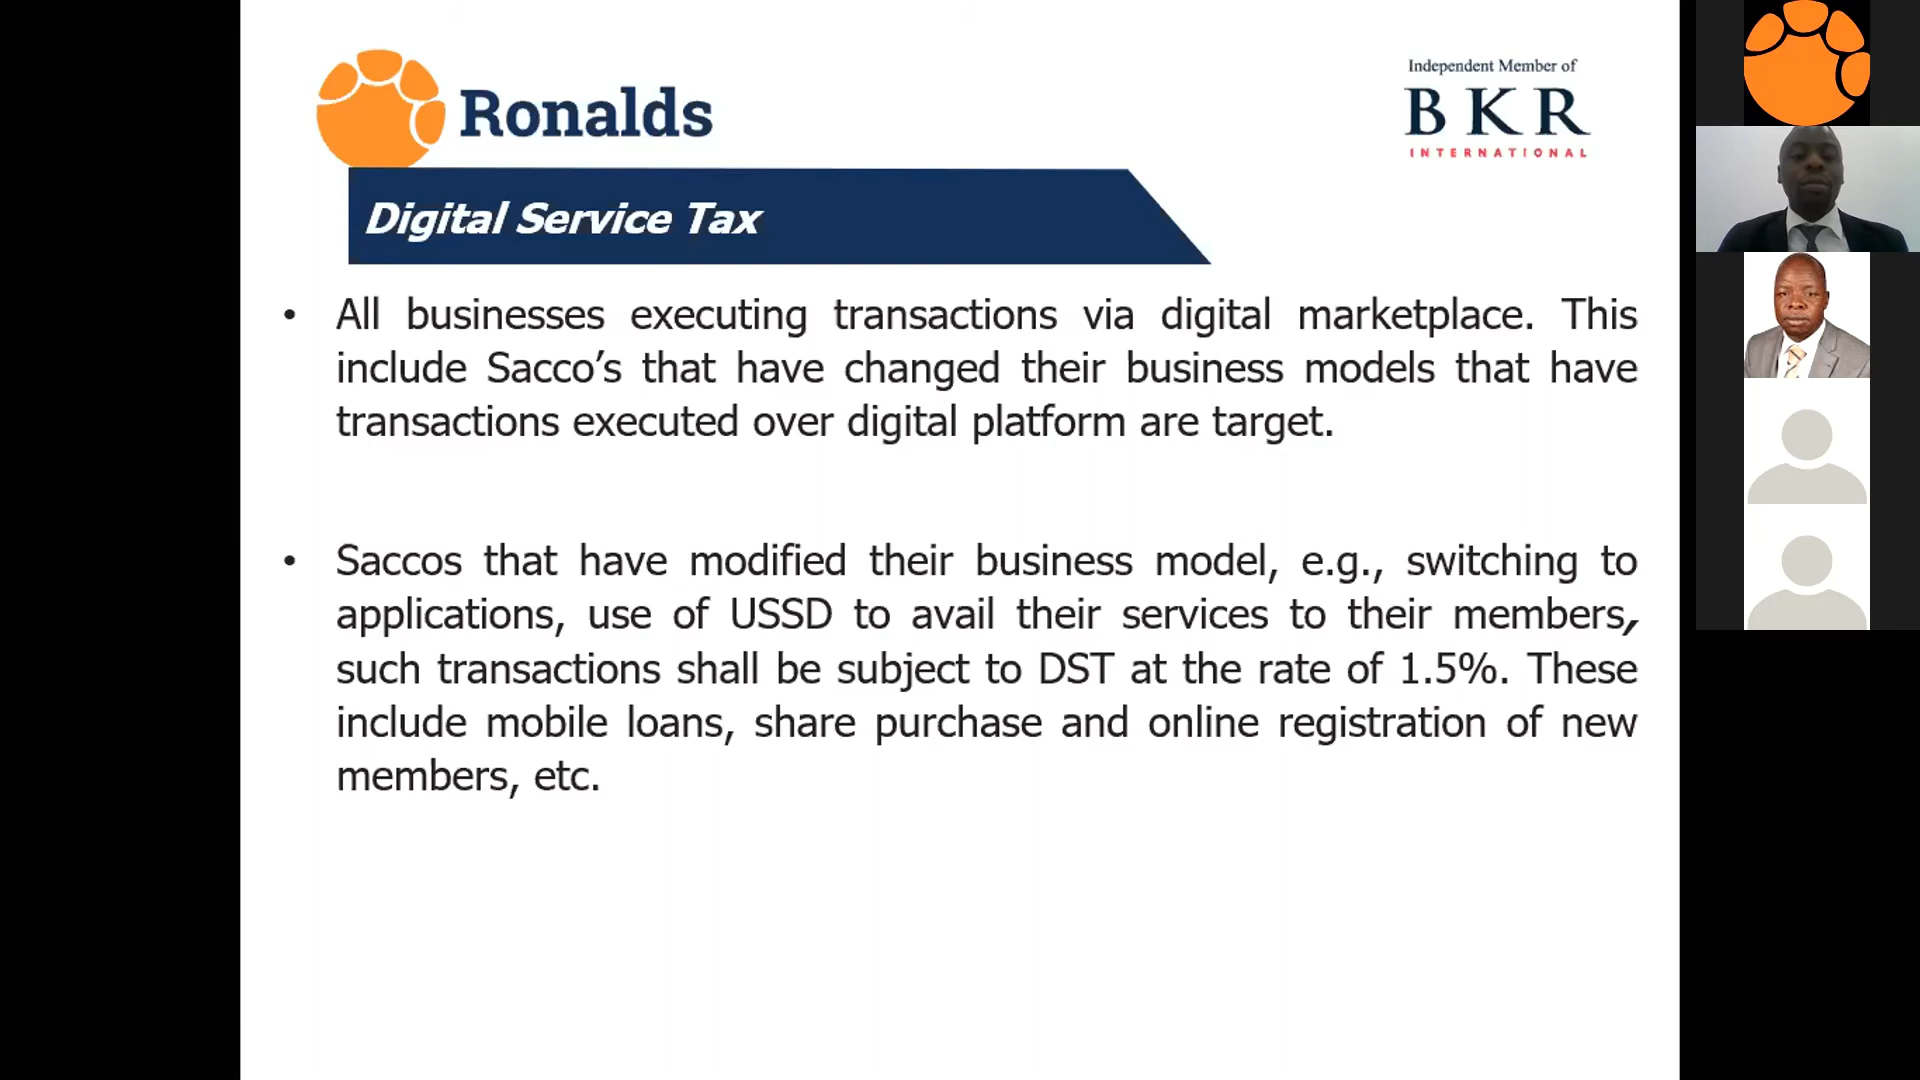 Ronalds
Independent Member of
BKR
INTERNATIONAL
Digital Service Tax
• All businesses executing transactions via digital marketplace. This
include Sacco’s that have changed their business models that have
transactions executed over digital platform are target.
• Saccos that have modified their business model, e.g., switching to
applications, use of USSD to avail their services to their members,
such transactions shall be subject to DST at the rate of 1.5%. These
include mobile loans, share purchase and online registration of new
members, etc.